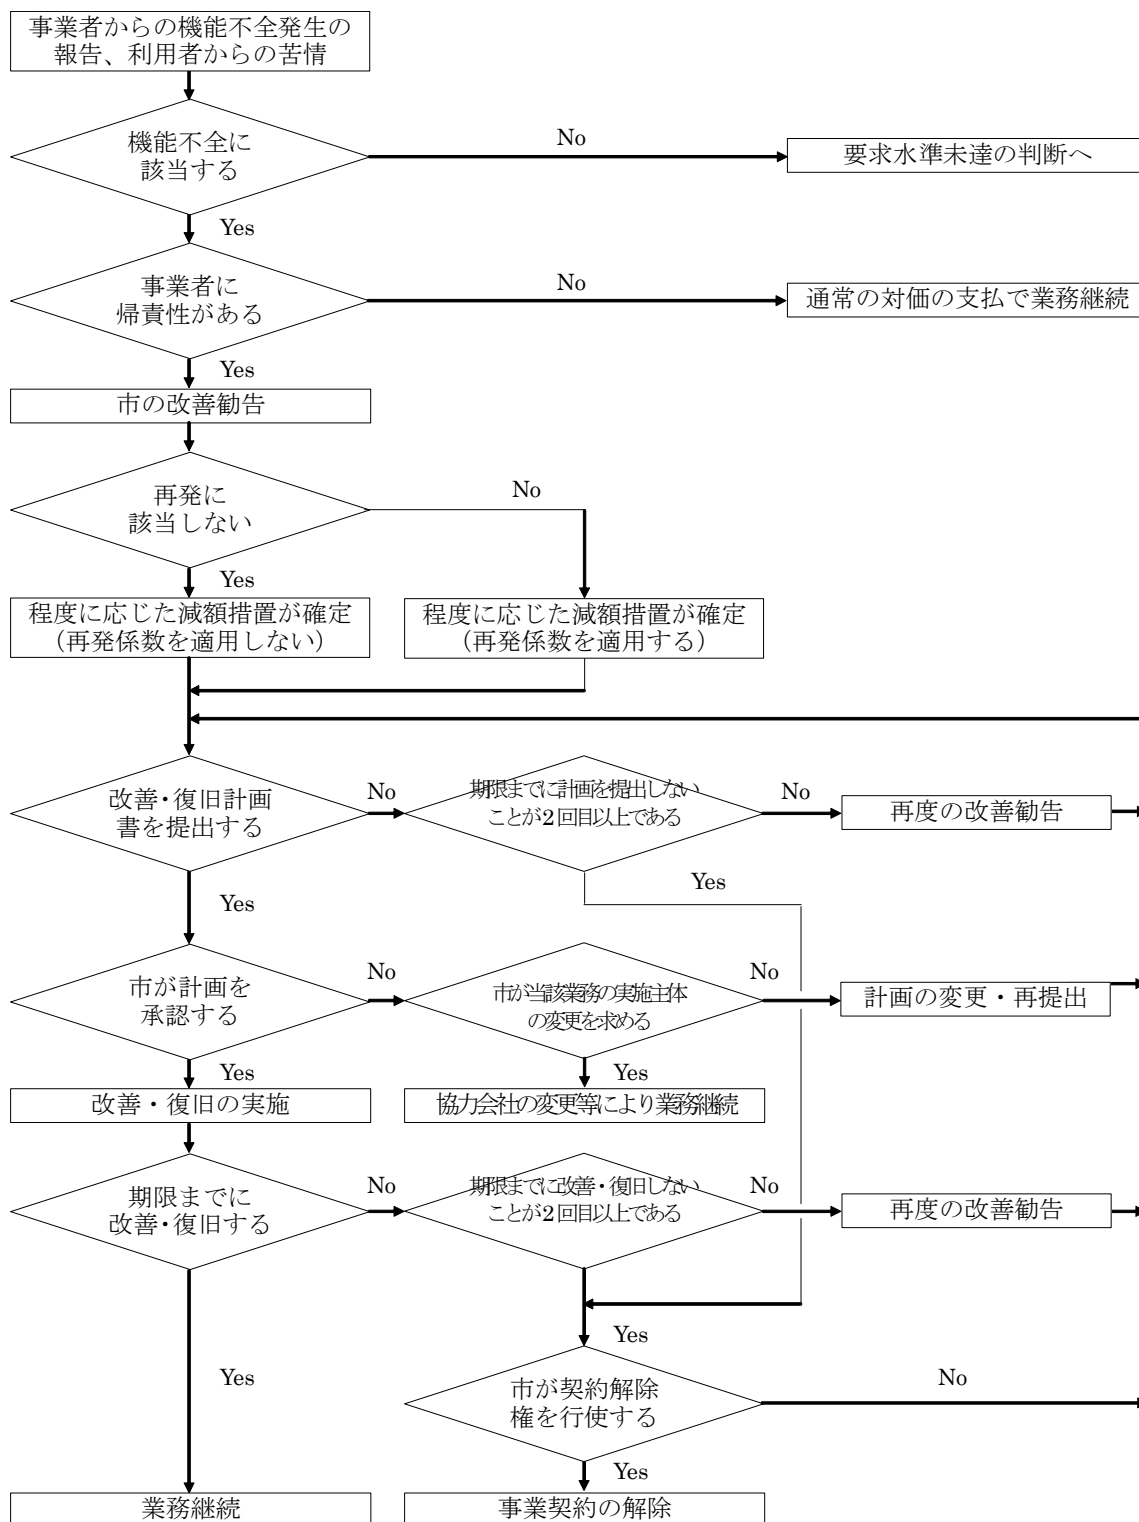 事業者からの機能不全発生の
報告、利用者からの苦情
機能不全に
該当する
No
要求水準未達の判断へ
Yes
事業者に
帰責性がある
No
通常の対価の支払で業務継続
Yes
市の改善勧告
再発に
該当しない
No
Yes
程度に応じた減額措置が確定
(再発係数を適用しない)
程度に応じた減額措置が確定
(再発係数を適用する)
改善・復旧計画
書を提出する
No
期限までに計画を提出しない
ことが2回目以上である
No
再度の改善勧告
Yes
Yes
市が計画を
承認する
No
市が当該業務の実施主体
の変更を求める
No
計画の変更・再提出
Yes
Yes
改善・復旧の実施
協力会社の変更等により業務継続
期限までに
改善・復旧する
No
期限までに改善・復旧しない
ことが2回目以上である
No
再度の改善勧告
Yes
Yes
市が契約解除
権を行使する
No
Yes
業務継続
事業契約の解除